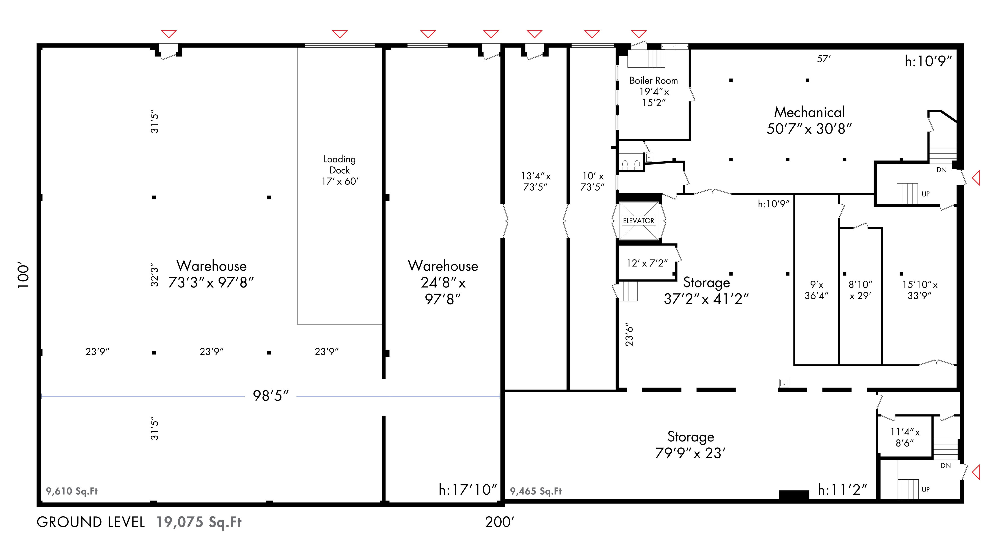 57′
h:10′9″
Boiler Room
19′4″ x
15′2″
31′5″
Mechanical
50′7″ x 30′8″
Loading
Dock
17′ x 60′
13′4″ x
73′5″
10′ x
73′5″
DN
UP
h:10′9″
ELEVATOR
100′
32′3″
Warehouse
73′3″ x 97′8″
Warehouse
24′8″ x
97′8″
12′ x 7′2″
Storage
37′2″ x 41′2″
9′x
36′4″
8′10″
x 29′
15′10″ x
33′9″
23′6″
23′9″
23′9″
23′9″
98′5″
31′5″
Storage
79′9″ x 23′
11′4″ x
8′6″
DN
UP
9,610 Sq.Ft
h:17′10″
9,465 Sq.Ft
h:11′2″
GROUND LEVEL 19,075 Sq.Ft
200′